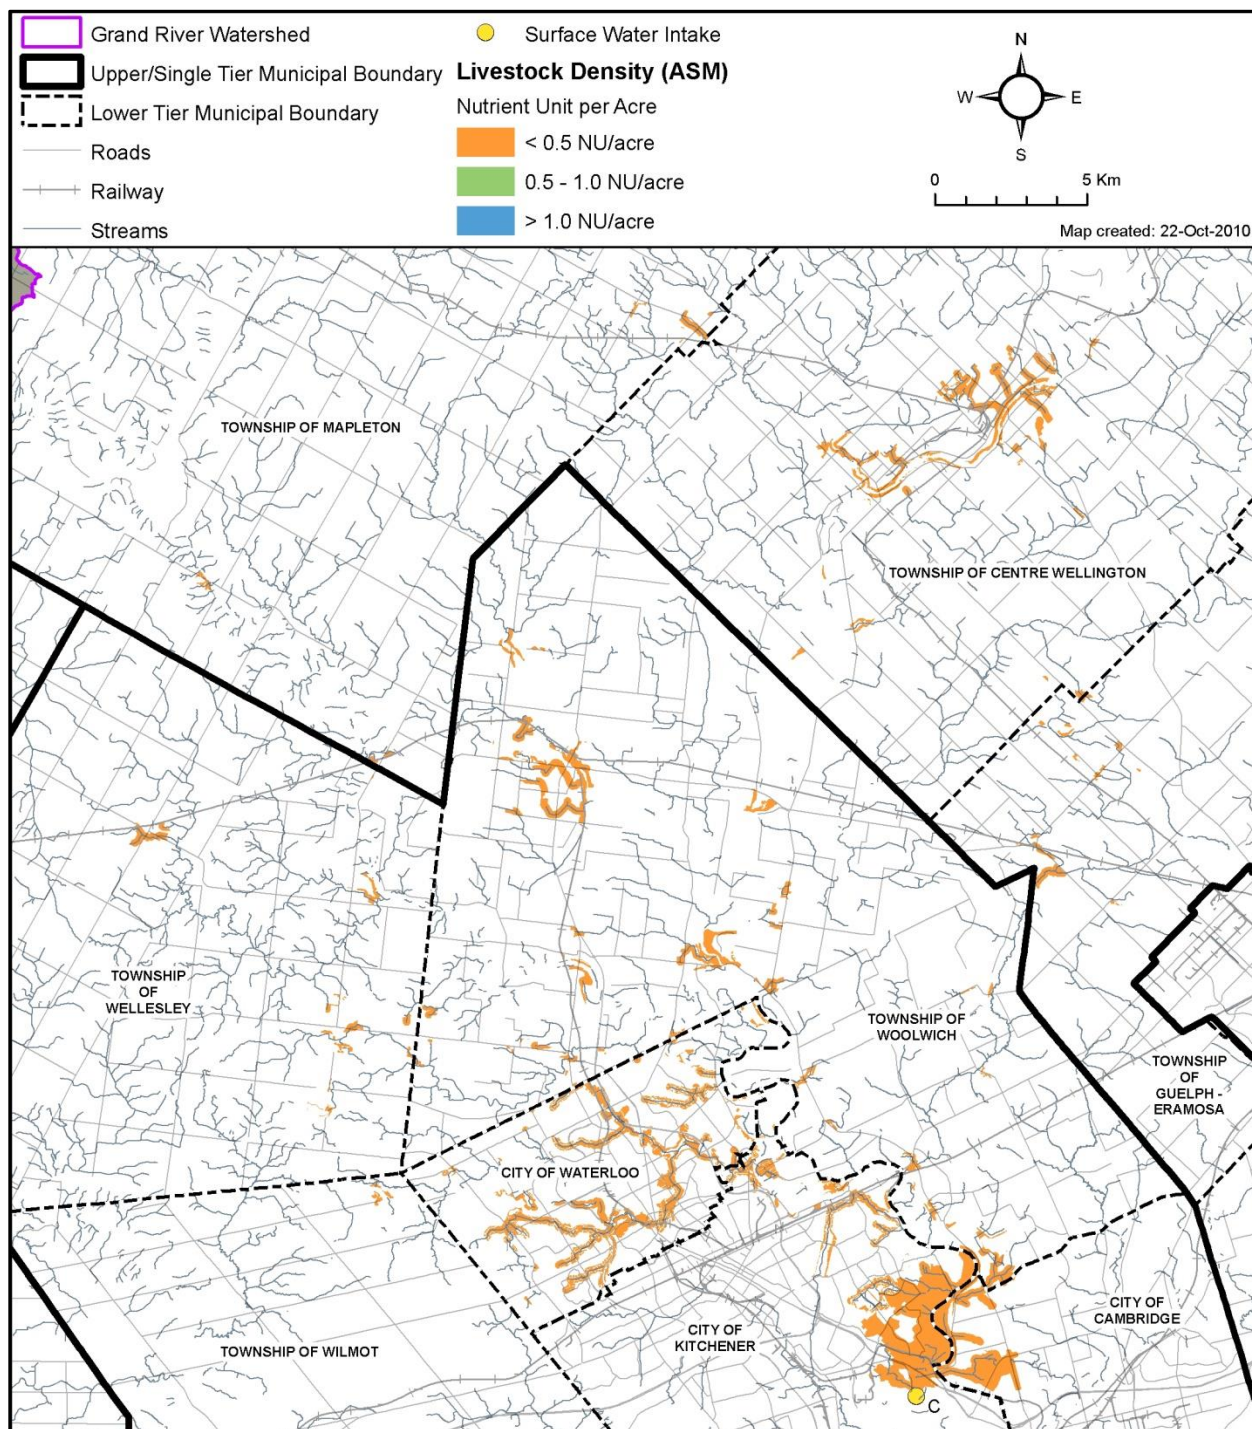 Grand River Watershed
Upper/Single Tier Municipal Boundary
Lower Tier Municipal Boundary
Roads
Railway
Streams
Surface Water Intake
Livestock Density (ASM)
Nutrient Unit per Acre
< 0.5 NU/acre
0.5 - 1.0 NU/acre
> 1.0 NU/acre
N
W
E
S
0
5 Km
Map created: 22-Oct-2010
TOWNSHIP OF MAPLETON
TOWNSHIP OF CENTRE WELLINGTON
TOWNSHIP
OF
WELLESLEY
TOWNSHIP OF
WOOLWICH
TOWNSHIP
OF
GUELPH -
ERAMOSA
CITY OF WATERLOO
CITY OF
CAMBRIDGE
CITY OF
KITCHENER
TOWNSHIP OF WILMOT
C